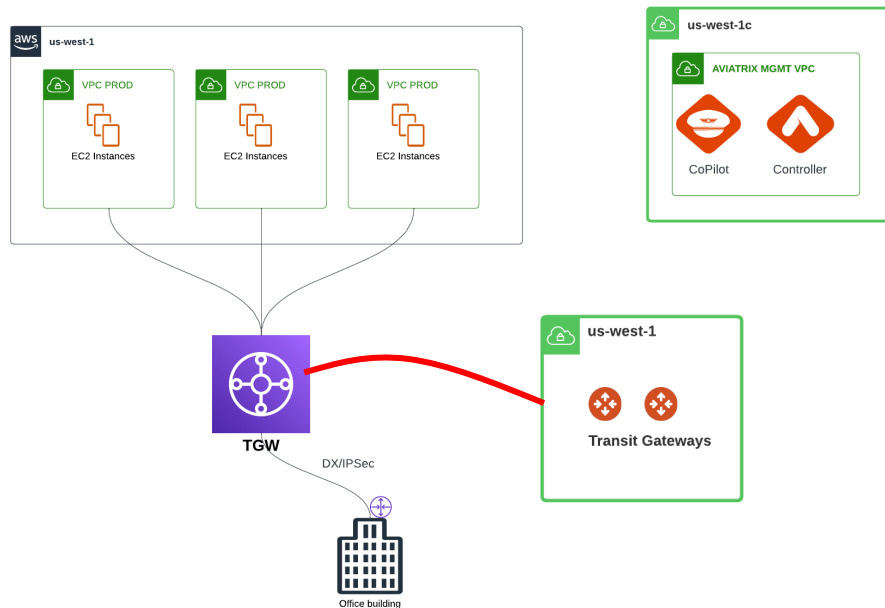 aws
us-west-1
VPC PROD
EC2 Instances
VPC PROD
EC2 Instances
VPC PROD
EC2 Instances
us-west-1c
AVIATRIX MGMT VPC
CoPilot
Controller
TGW
us-west-1
Transit Gateways
DX/IPSec
Office building